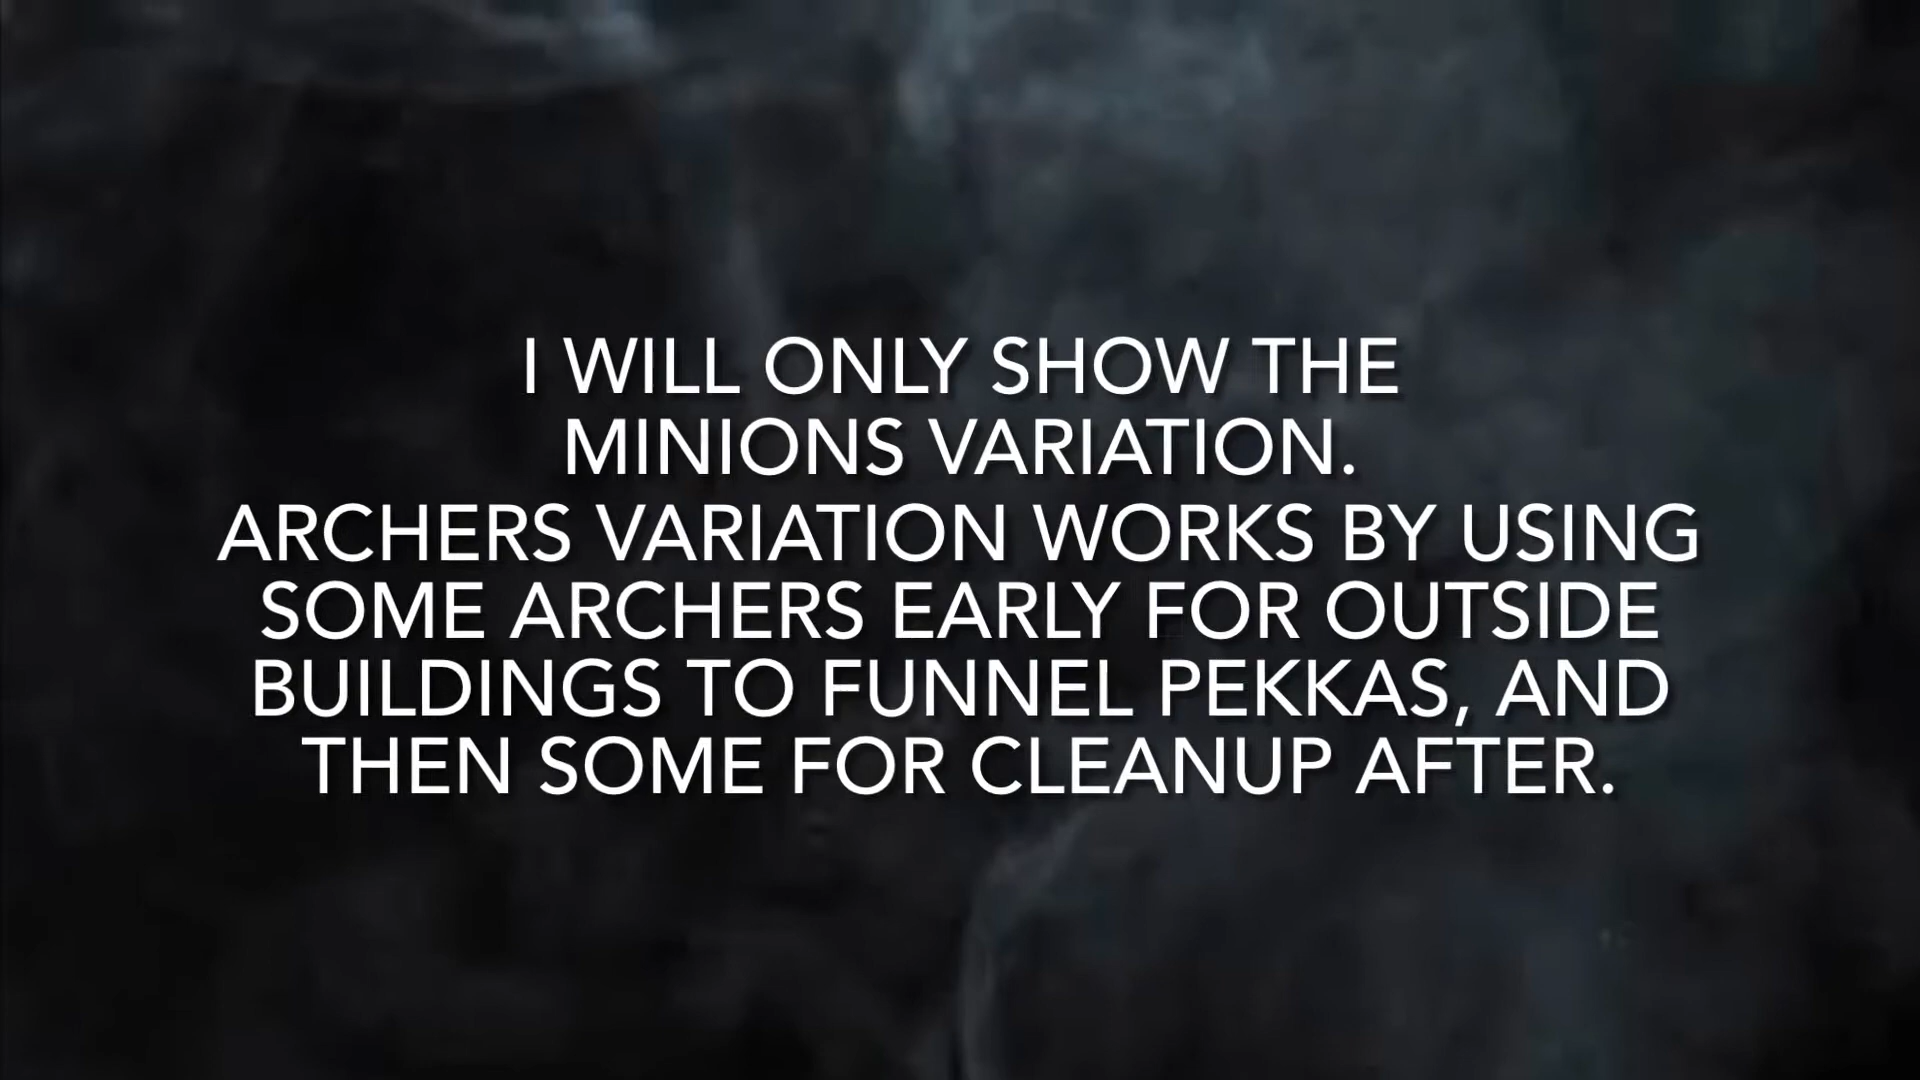 I WILL ONLY SHOW THE
MINIONS VARIATION.
ARCHERS VARIATION WORKS BY USING
SOME ARCHERS EARLY FOR OUTSIDE
BUILDINGS TO FUNNEL PEKKAS, AND
THEN SOME FOR CLEANUP AFTER.